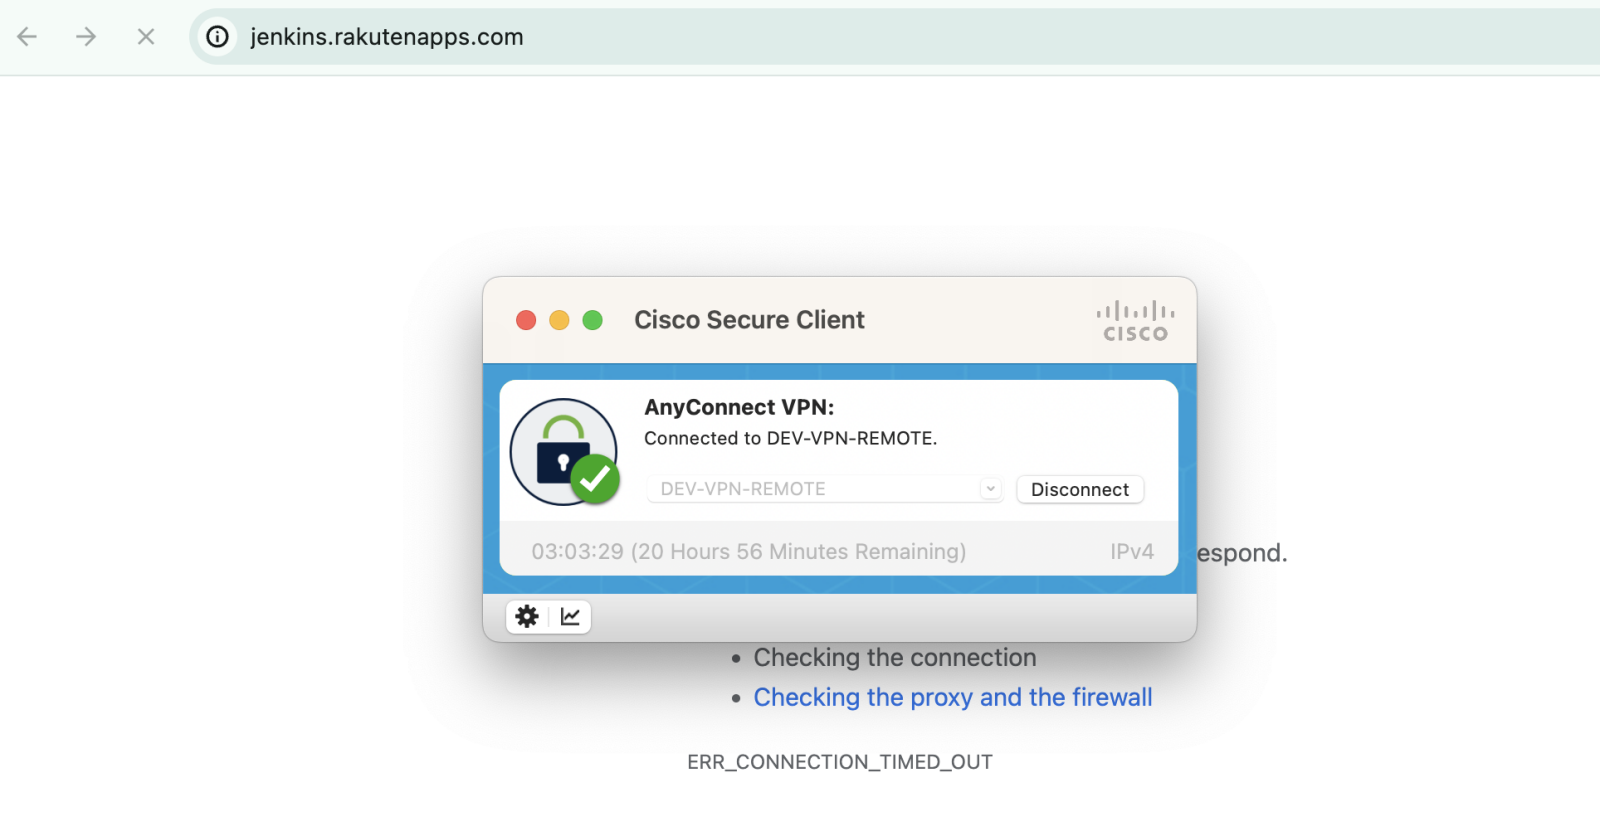 jenkins.rakutenapps.com
Cisco Secure Client
CISCO
AnyConnect VPN:
Connected to DEV-VPN-REMOTE.
DEV-VPN-REMOTE
Disconnect
03:03:29 (20 Hours 56 Minutes Remaining)
IPv4
espond.
Checking the connection
Checking the proxy and the firewall
ERR_CONNECTION_TIMED_OUT